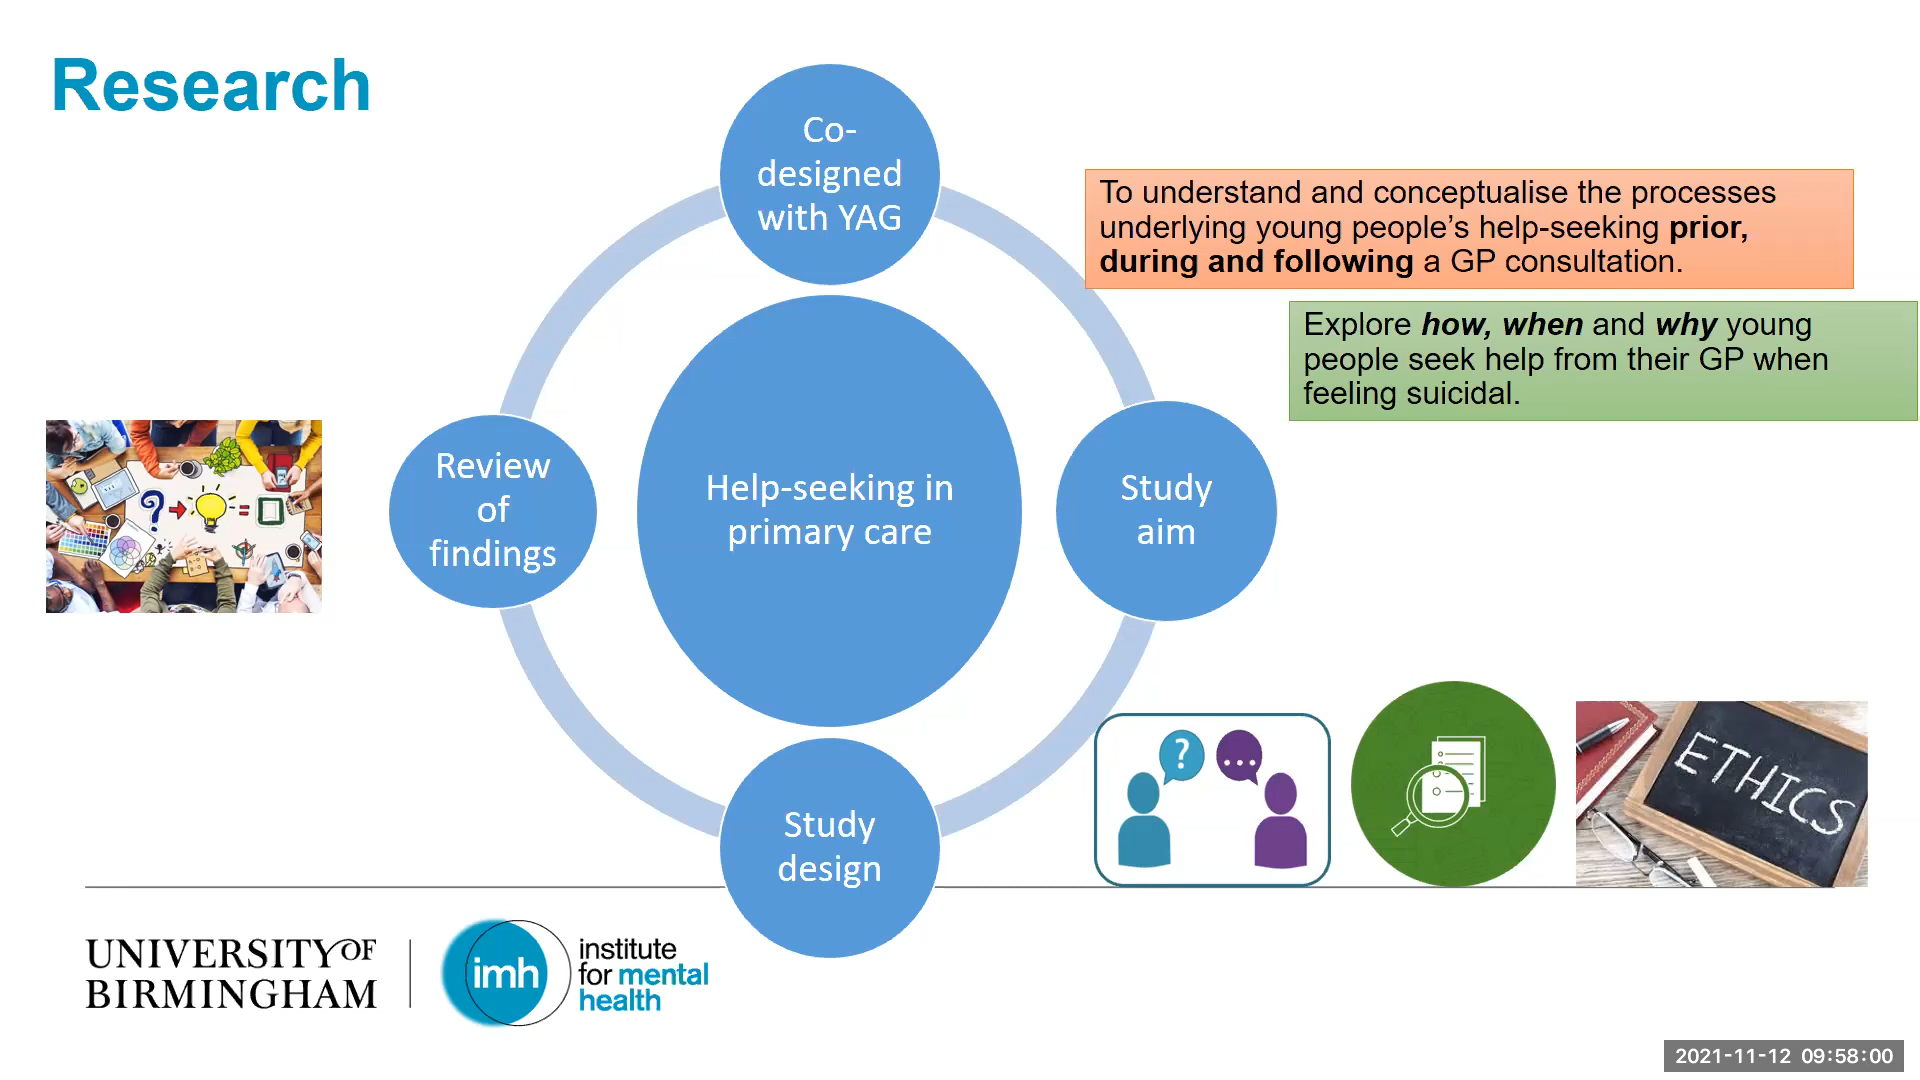 Research
Co-
designed
with YAG
To understand and conceptualise the processes
underlying young people’s help-seeking prior,
during and following a GP consultation.
Explore how, when and why young
people seek help from their GP when
feeling suicidal.
Review
of
findings
Help-seeking in
primary care
Study
aim
Study
design
?
...
ETHICS
UNIVERSITY OF
BIRMINGHAM
imh
institute
for mental
health
2021-11-12 09:58:00